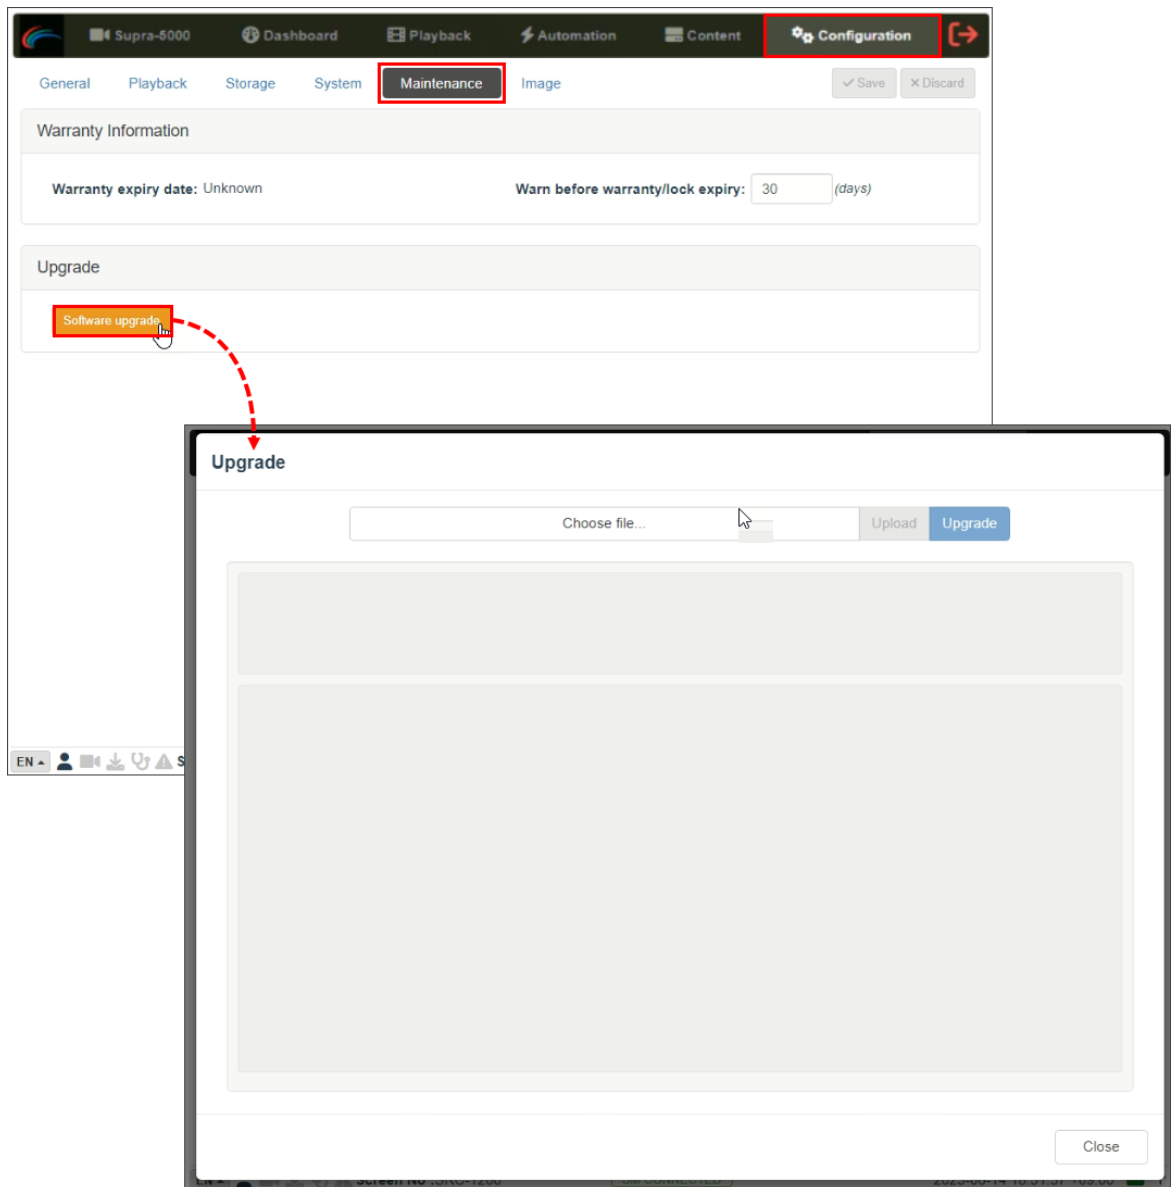 Supra-5000 Dashboard Playback Automation Content Configuration
General Playback Storage System Maintenance Image Save Discard
Warranty Information
Warranty expiry date: Unknown Warn before warranty/lock expiry: 30 (days)
Upgrade
Software upgrade
Upgrade
Choose file... Upload Upgrade
EN
Close